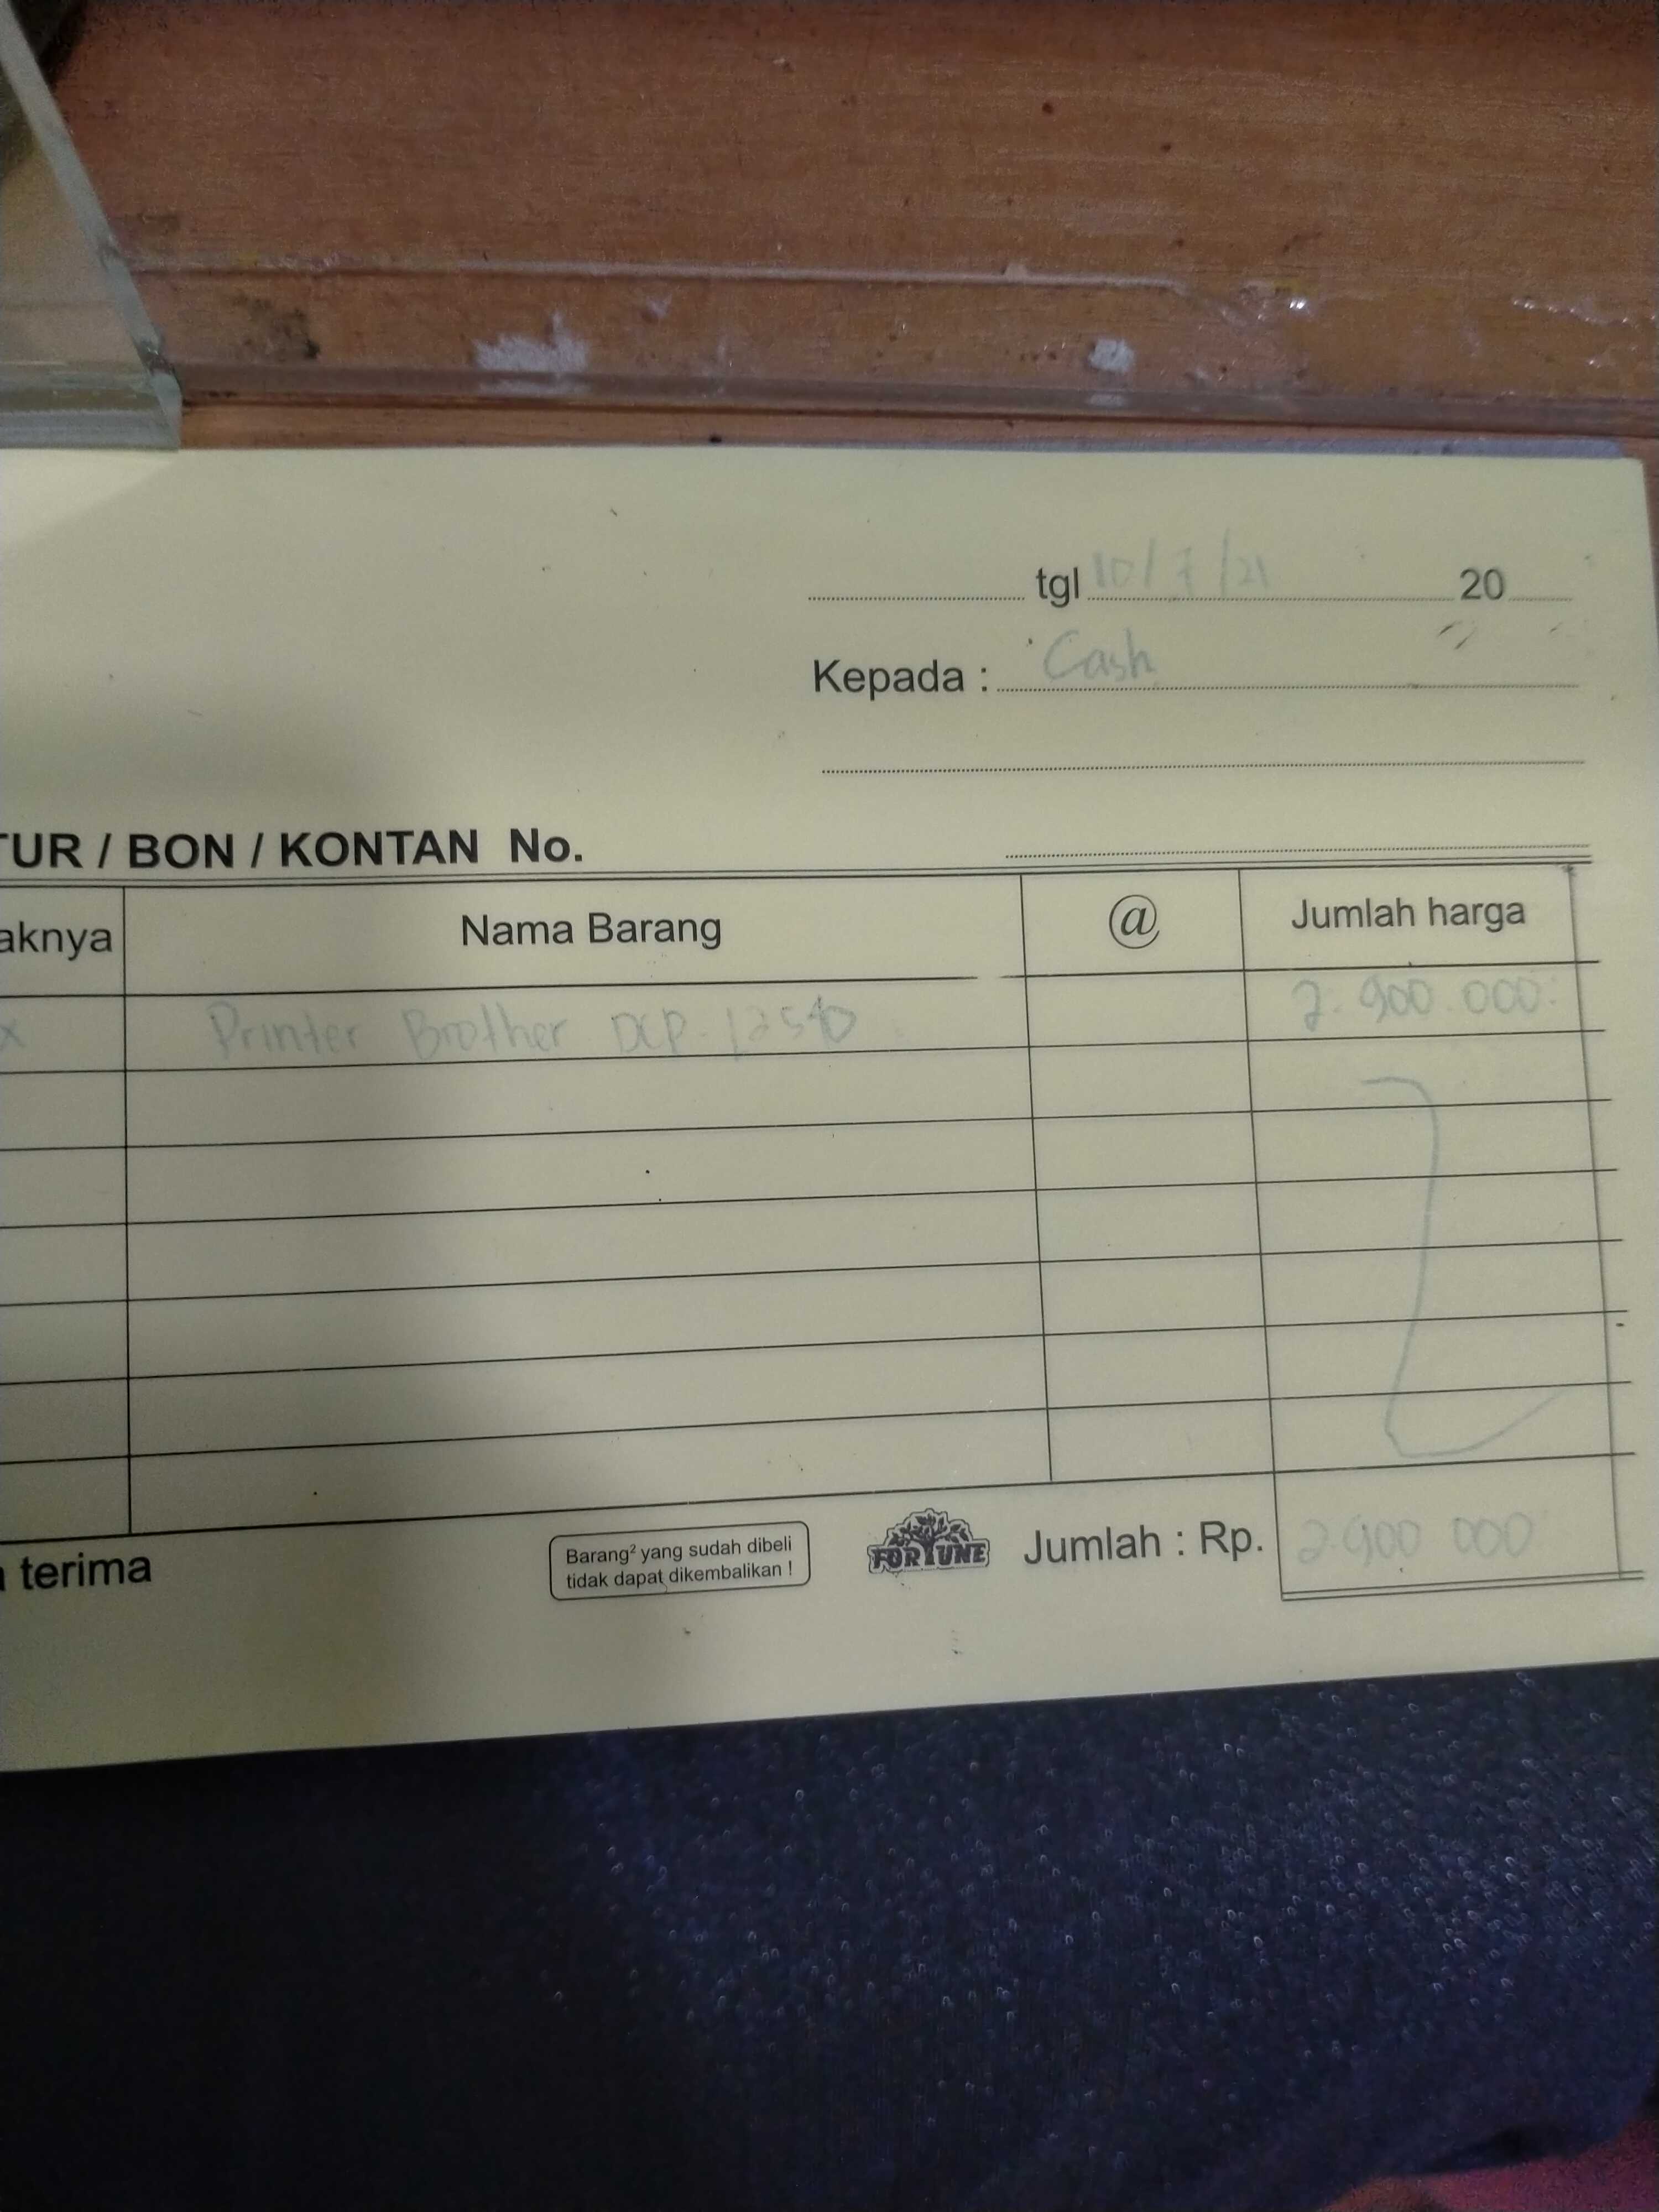 tgl 10/7/21 20
Kepada : Cash
TUR / BON / KONTAN No.
aknya Nama Barang @ Jumlah harga
x Printer Brother DCP-L2540 2.900.000
terima
Barang² yang sudah dibeli
tidak dapat dikembalikan !
FORTUNE
Jumlah : Rp. 2.900 000